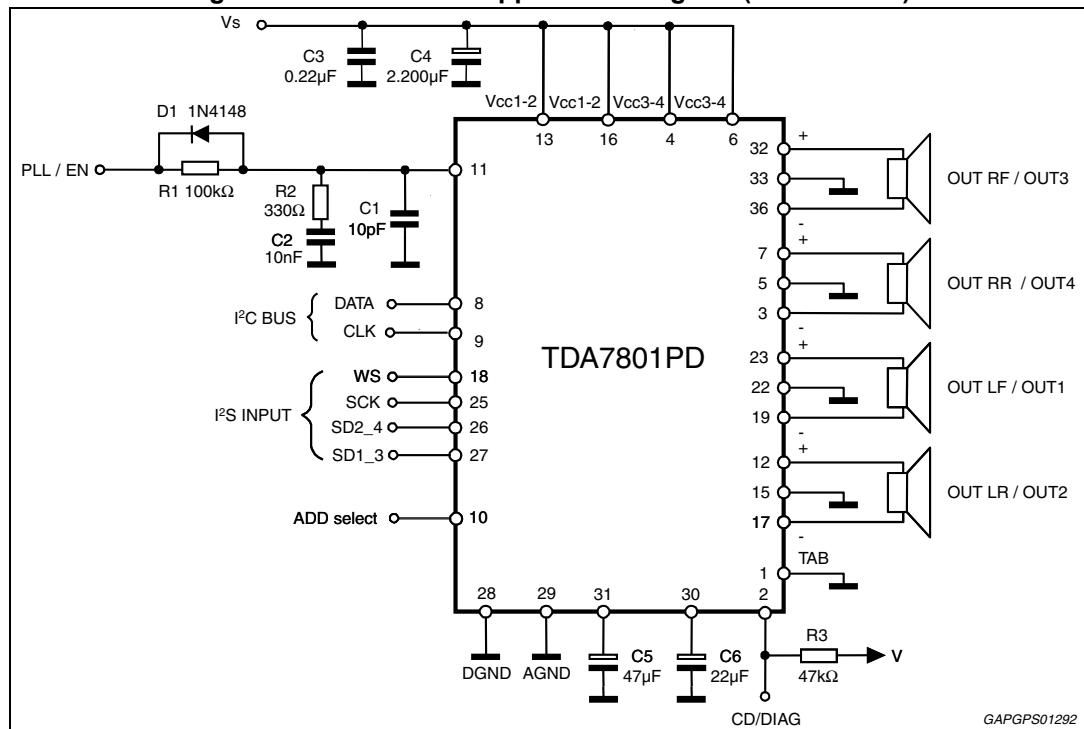 Vs
C3
0.22µF
C4
2.200µF
Vcc1-2 Vcc1-2 Vcc3-4 Vcc3-4
13 16 4 6
D1 1N4148
PLL / EN
R1 100kΩ
R2
330Ω
C2
10nF
C1
10pF
11
I²C BUS
DATA 8
CLK 9
I²S INPUT
WS 18
SCK 25
SD2_4 26
SD1_3 27
ADD select 10
TDA7801PD
32 +
33
36
-
OUT RF / OUT3
7 +
5
3
-
OUT RR / OUT4
23 +
22
19
-
OUT LF / OUT1
12 +
15
17
-
OUT LR / OUT2
1 TAB
28 29 31 30 2
DGND AGND
C5
47µF
C6
22µF
R3
47kΩ
V
CD/DIAG
GAPGPS01292